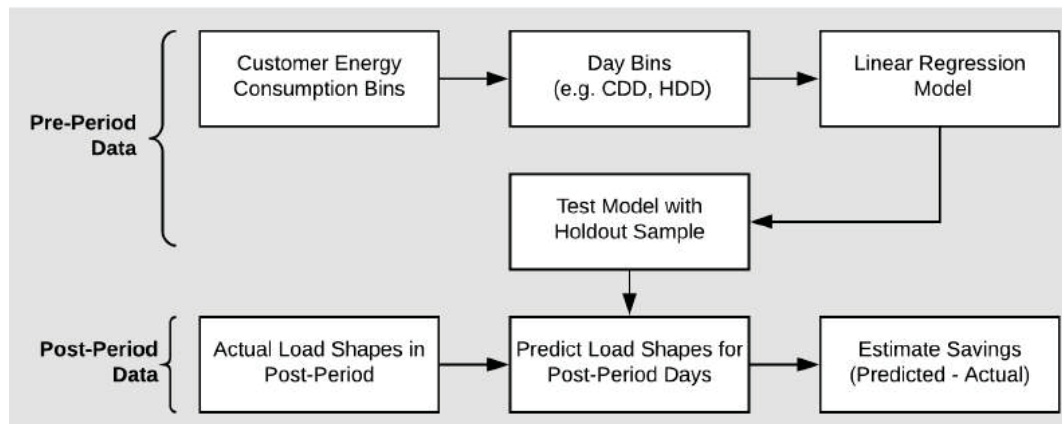 Customer Energy
Consumption Bins
Day Bins
(e.g. CDD, HDD)
Linear Regression
Model
Pre-Period
Data
Test Model with
Holdout Sample
Post-Period
Data
Actual Load Shapes in
Post-Period
Predict Load Shapes for
Post-Period Days
Estimate Savings
(Predicted - Actual)